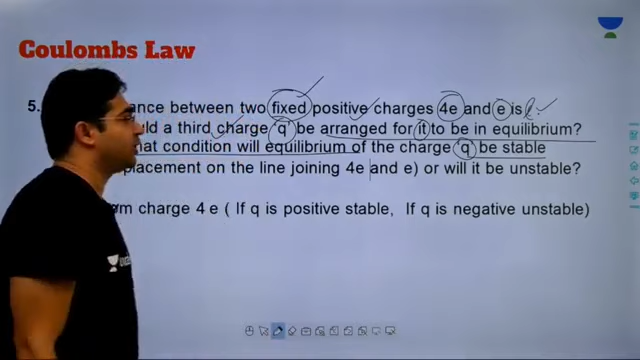 Coulombs Law
5. ance between two fixed positive charges 4e and e is l.
uld a third charge 'q' be arranged for it to be in equilibrium?
hat condition will equilibrium of the charge 'q' be stable
placement on the line joining 4e and e) or will it be unstable?
om charge 4 e ( If q is positive stable, If q is negative unstable)